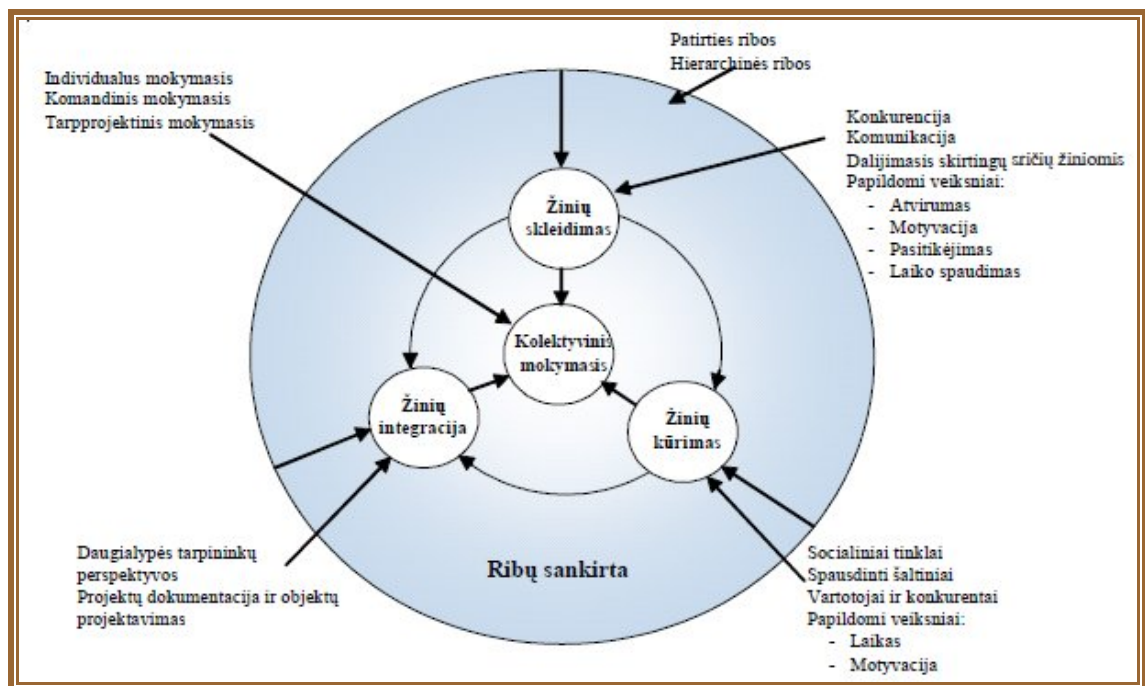 Patirties ribos
Hierarchinės ribos
Individualus mokymasis
Komandinis mokymasis
Tarpprojektinis mokymasis
Konkurencija
Komunikacija
Dalijimasis skirtingų sričių žiniomis
Papildomi veiksniai:
- Atvirumas
- Motyvacija
- Pasitikėjimas
- Laiko spaudimas
Žinių
skleidimas
Kolektyvinis
mokymasis
Žinių
integracija
Žinių
kūrimas
Ribų sankirta
Daugialypės tarpininkų
perspektyvos
Projektų dokumentacija ir objektų
projektavimas
Socialiniai tinklai
Spausdinti šaltiniai
Vartotojai ir konkurentai
Papildomi veiksniai:
- Laikas
- Motyvacija